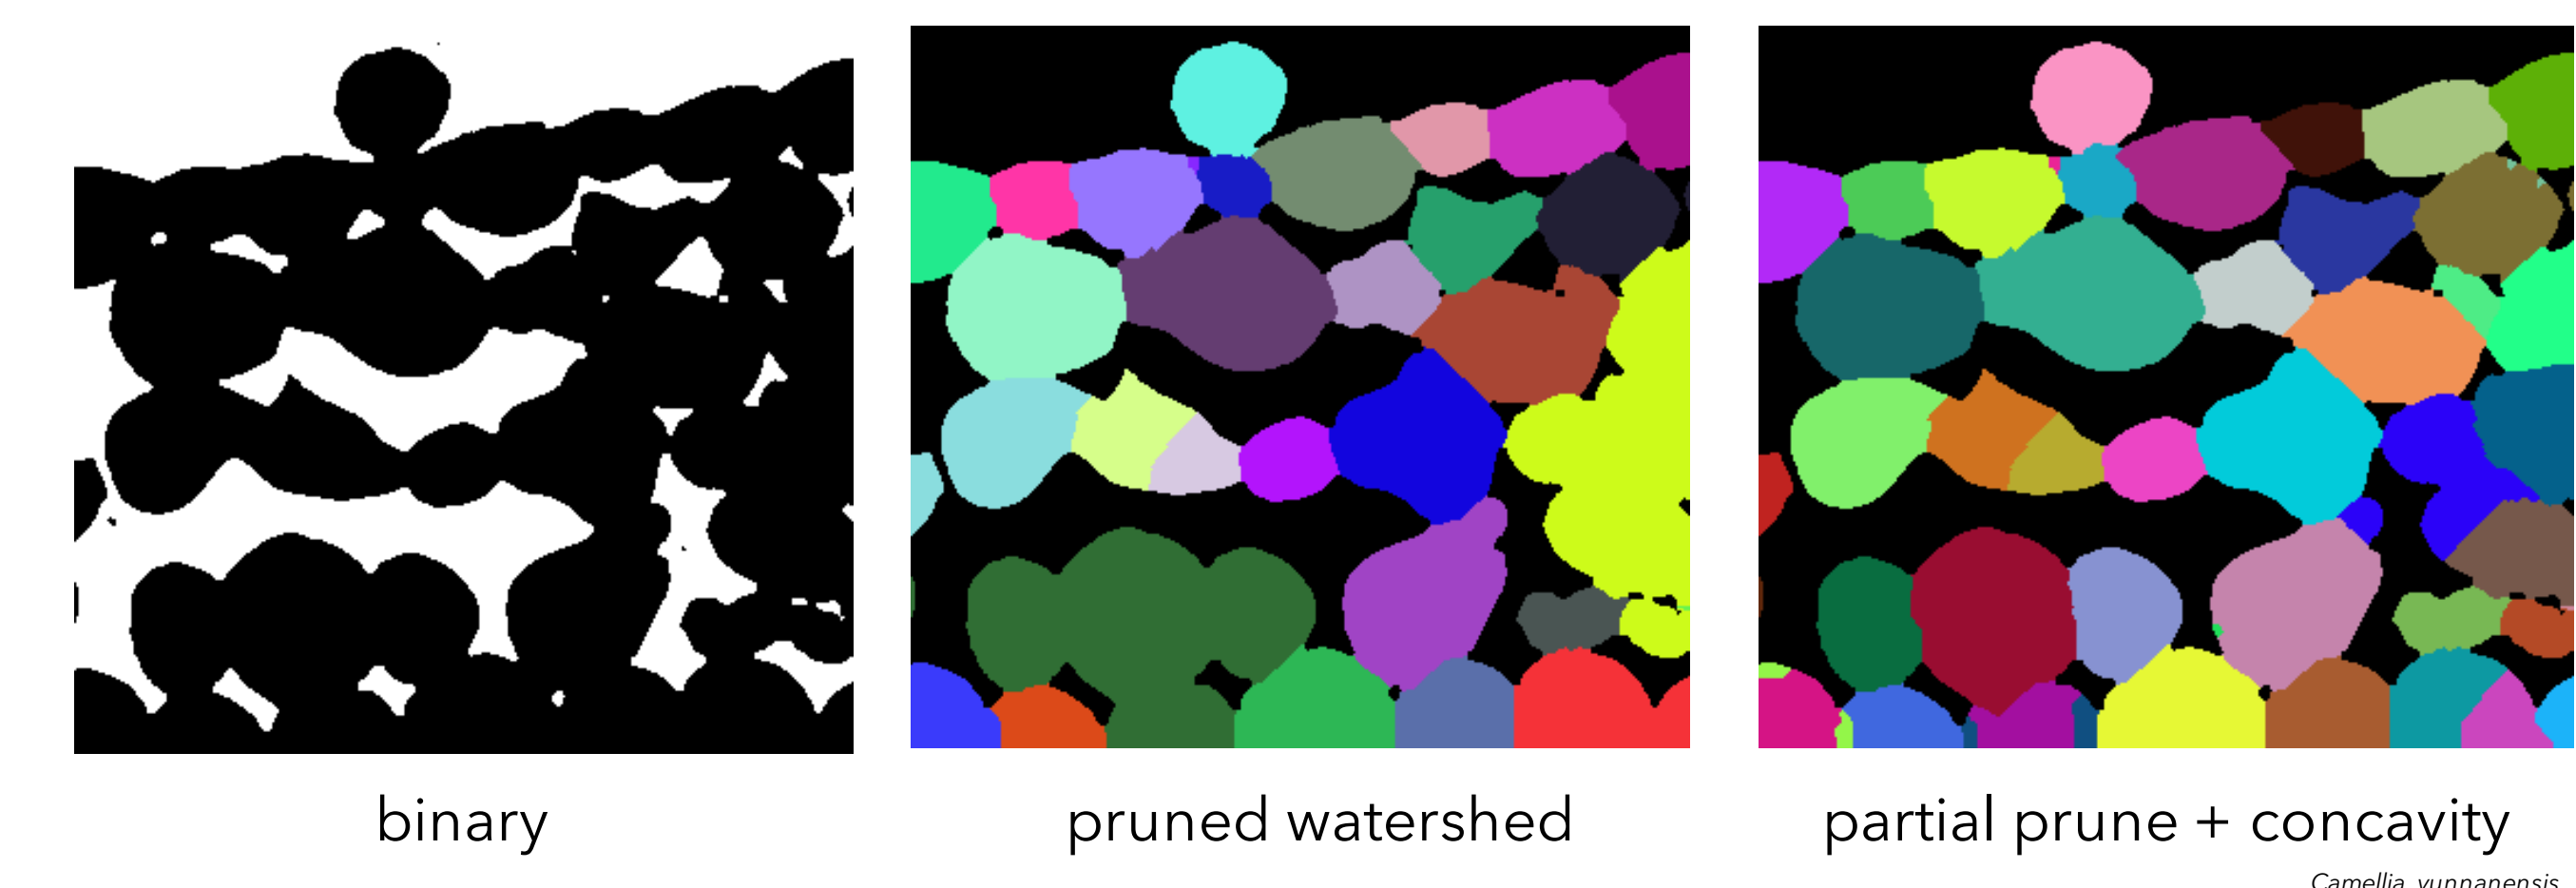 binary
pruned watershed
partial prune + concavity
Camellia yunnanensis